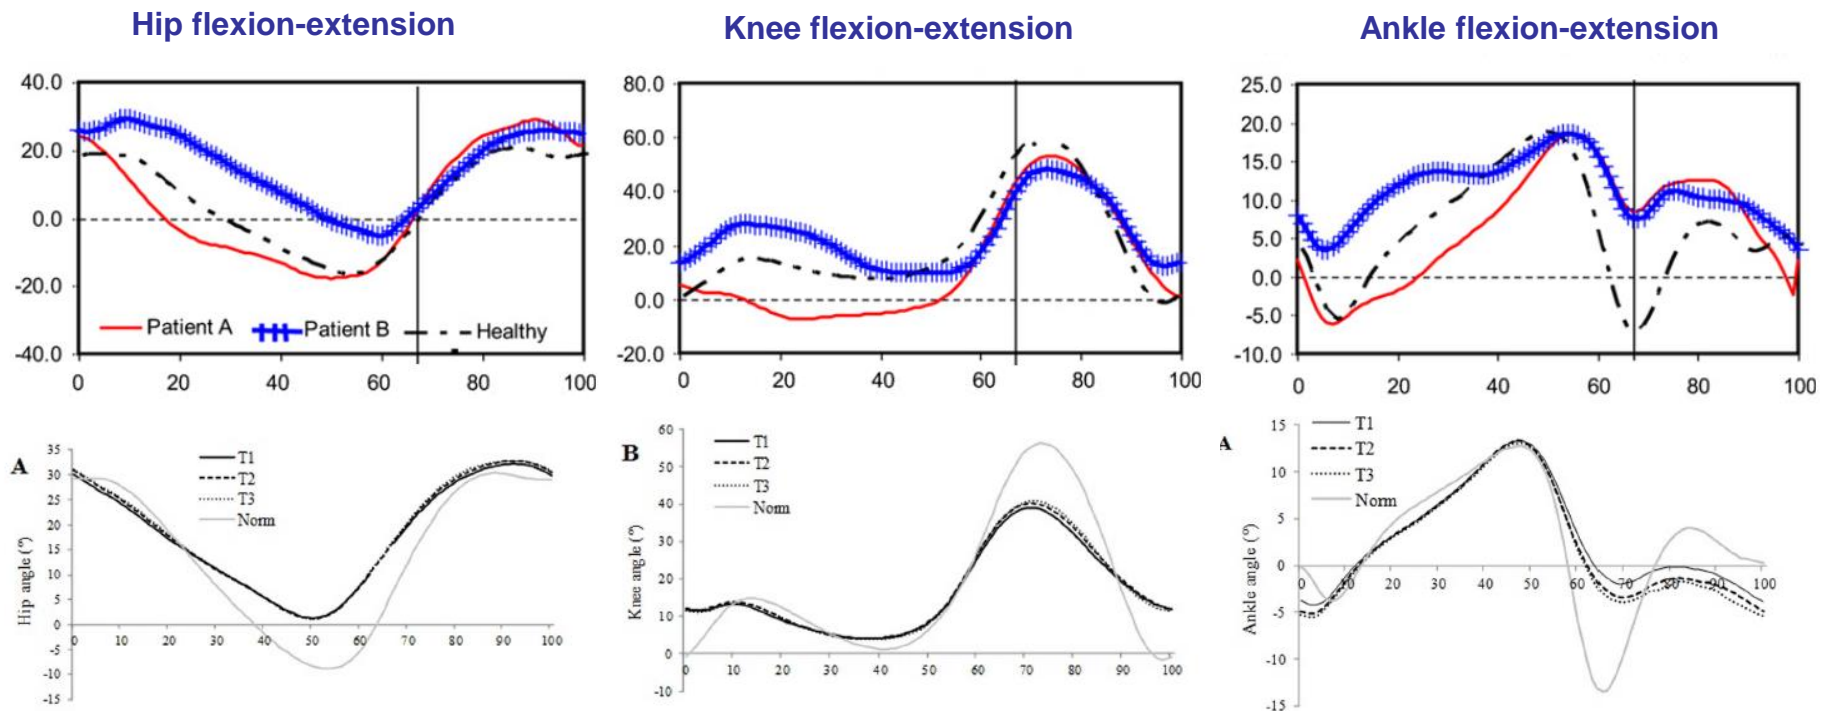 Hip flexion-extension
Knee flexion-extension
Ankle flexion-extension
40.0
20.0
0.0
-20.0
-40.0
Patient A
Patient B
Healthy
0 20 40 60 80 100
80.0
60.0
40.0
20.0
0.0
-20.0
0 20 40 60 80 100
25.0
20.0
15.0
10.0
5.0
0.0
-5.0
-10.0
0 20 40 60 80 100
A
Hip angle (º)
35
30
25
20
15
10
5
0
-5
-10
-15
T1
T2
T3
Norm
0 10 20 30 40 50 60 70 80 90 100
B
Knee angle (º)
60
50
40
30
20
10
0
-10
T1
T2
T3
Norm
0 10 20 30 40 50 60 70 80 90 100
A
Ankle angle (º)
15
10
5
0
-5
-10
-15
T1
T2
T3
Norm
0 10 20 30 40 50 60 70 80 90 100